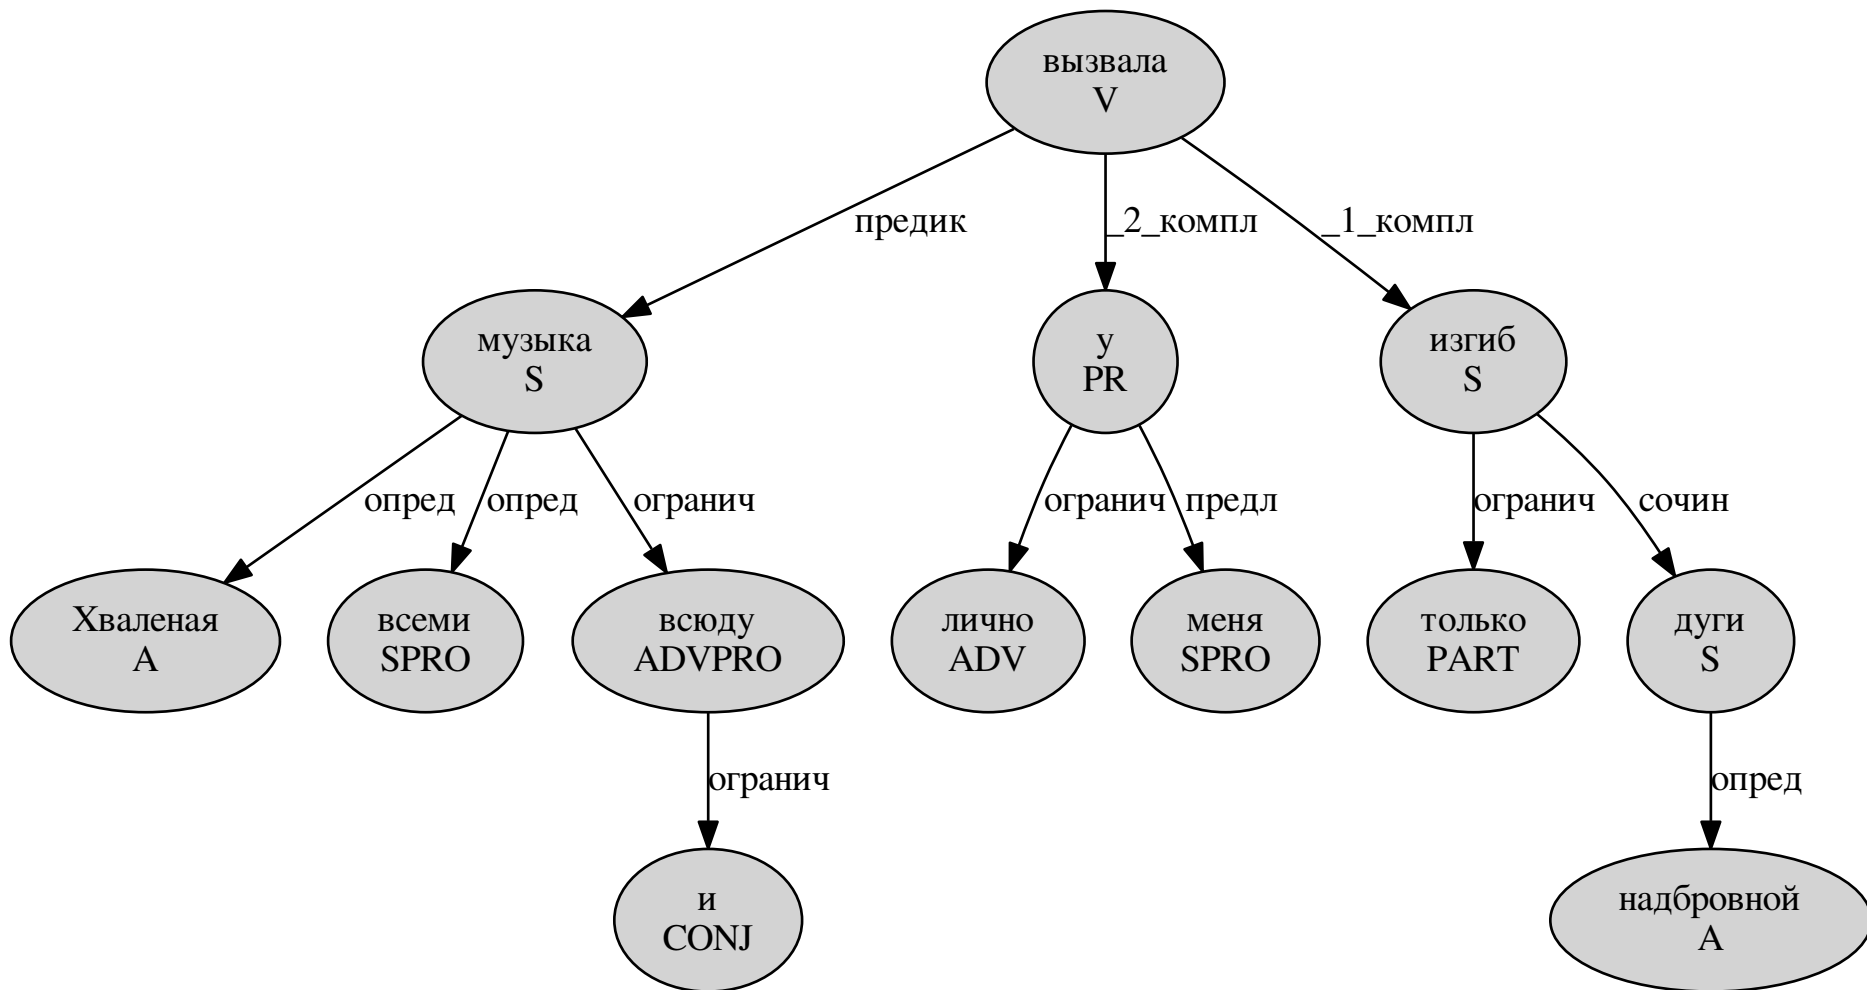 вызвала
V
предик
_2_компл
_1_компл
музыка
S
у
PR
изгиб
S
опред
опред
огранич
огранич
предл
огранич
сочин
Хваленая
A
всеми
SPRO
всюду
ADVPRO
лично
ADV
меня
SPRO
только
PART
дуги
S
огранич
опред
и
CONJ
надбровной
A